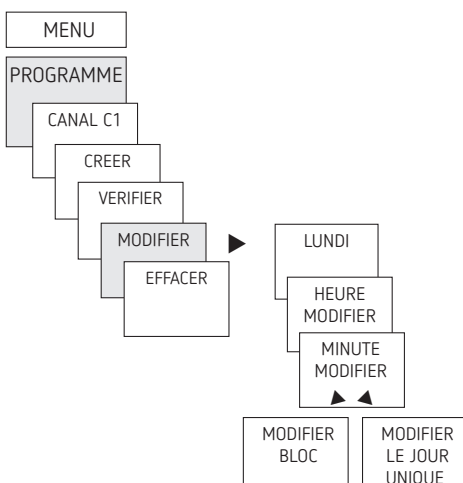 MENU
PROGRAMME
CANAL C1
CREER
VERIFIER
MODIFIER
EFFACER
LUNDI
HEURE
MODIFIER
MINUTE
MODIFIER
MODIFIER
BLOC
MODIFIER
LE JOUR
UNIQUE